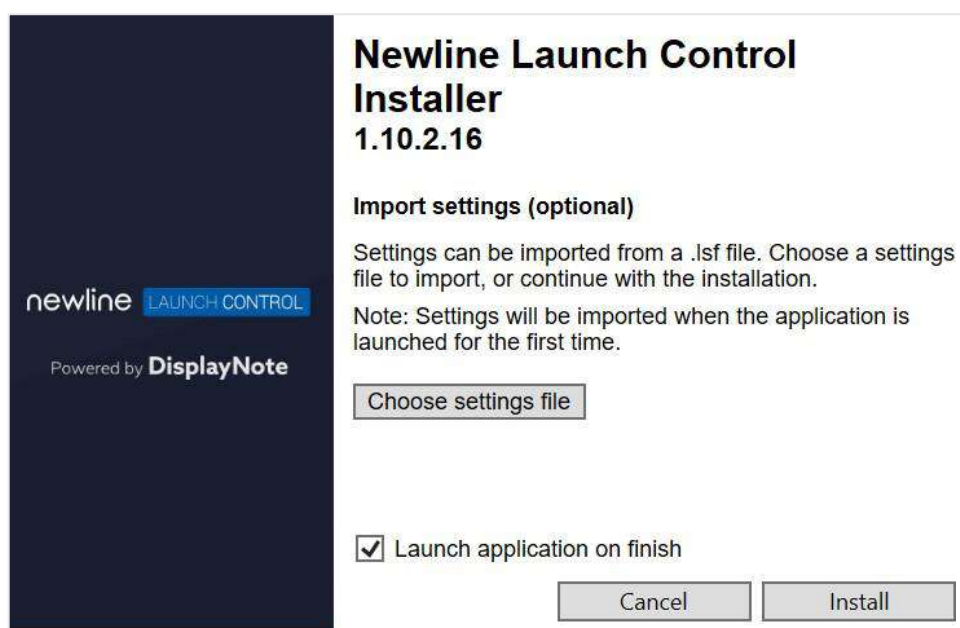 newline LAUNCH CONTROL
Powered by DisplayNote
Newline Launch Control
Installer
1.10.2.16
Import settings (optional)
Settings can be imported from a .lsf file. Choose a settings
file to import, or continue with the installation.
Note: Settings will be imported when the application is
launched for the first time.
Choose settings file
Launch application on finish
Cancel
Install